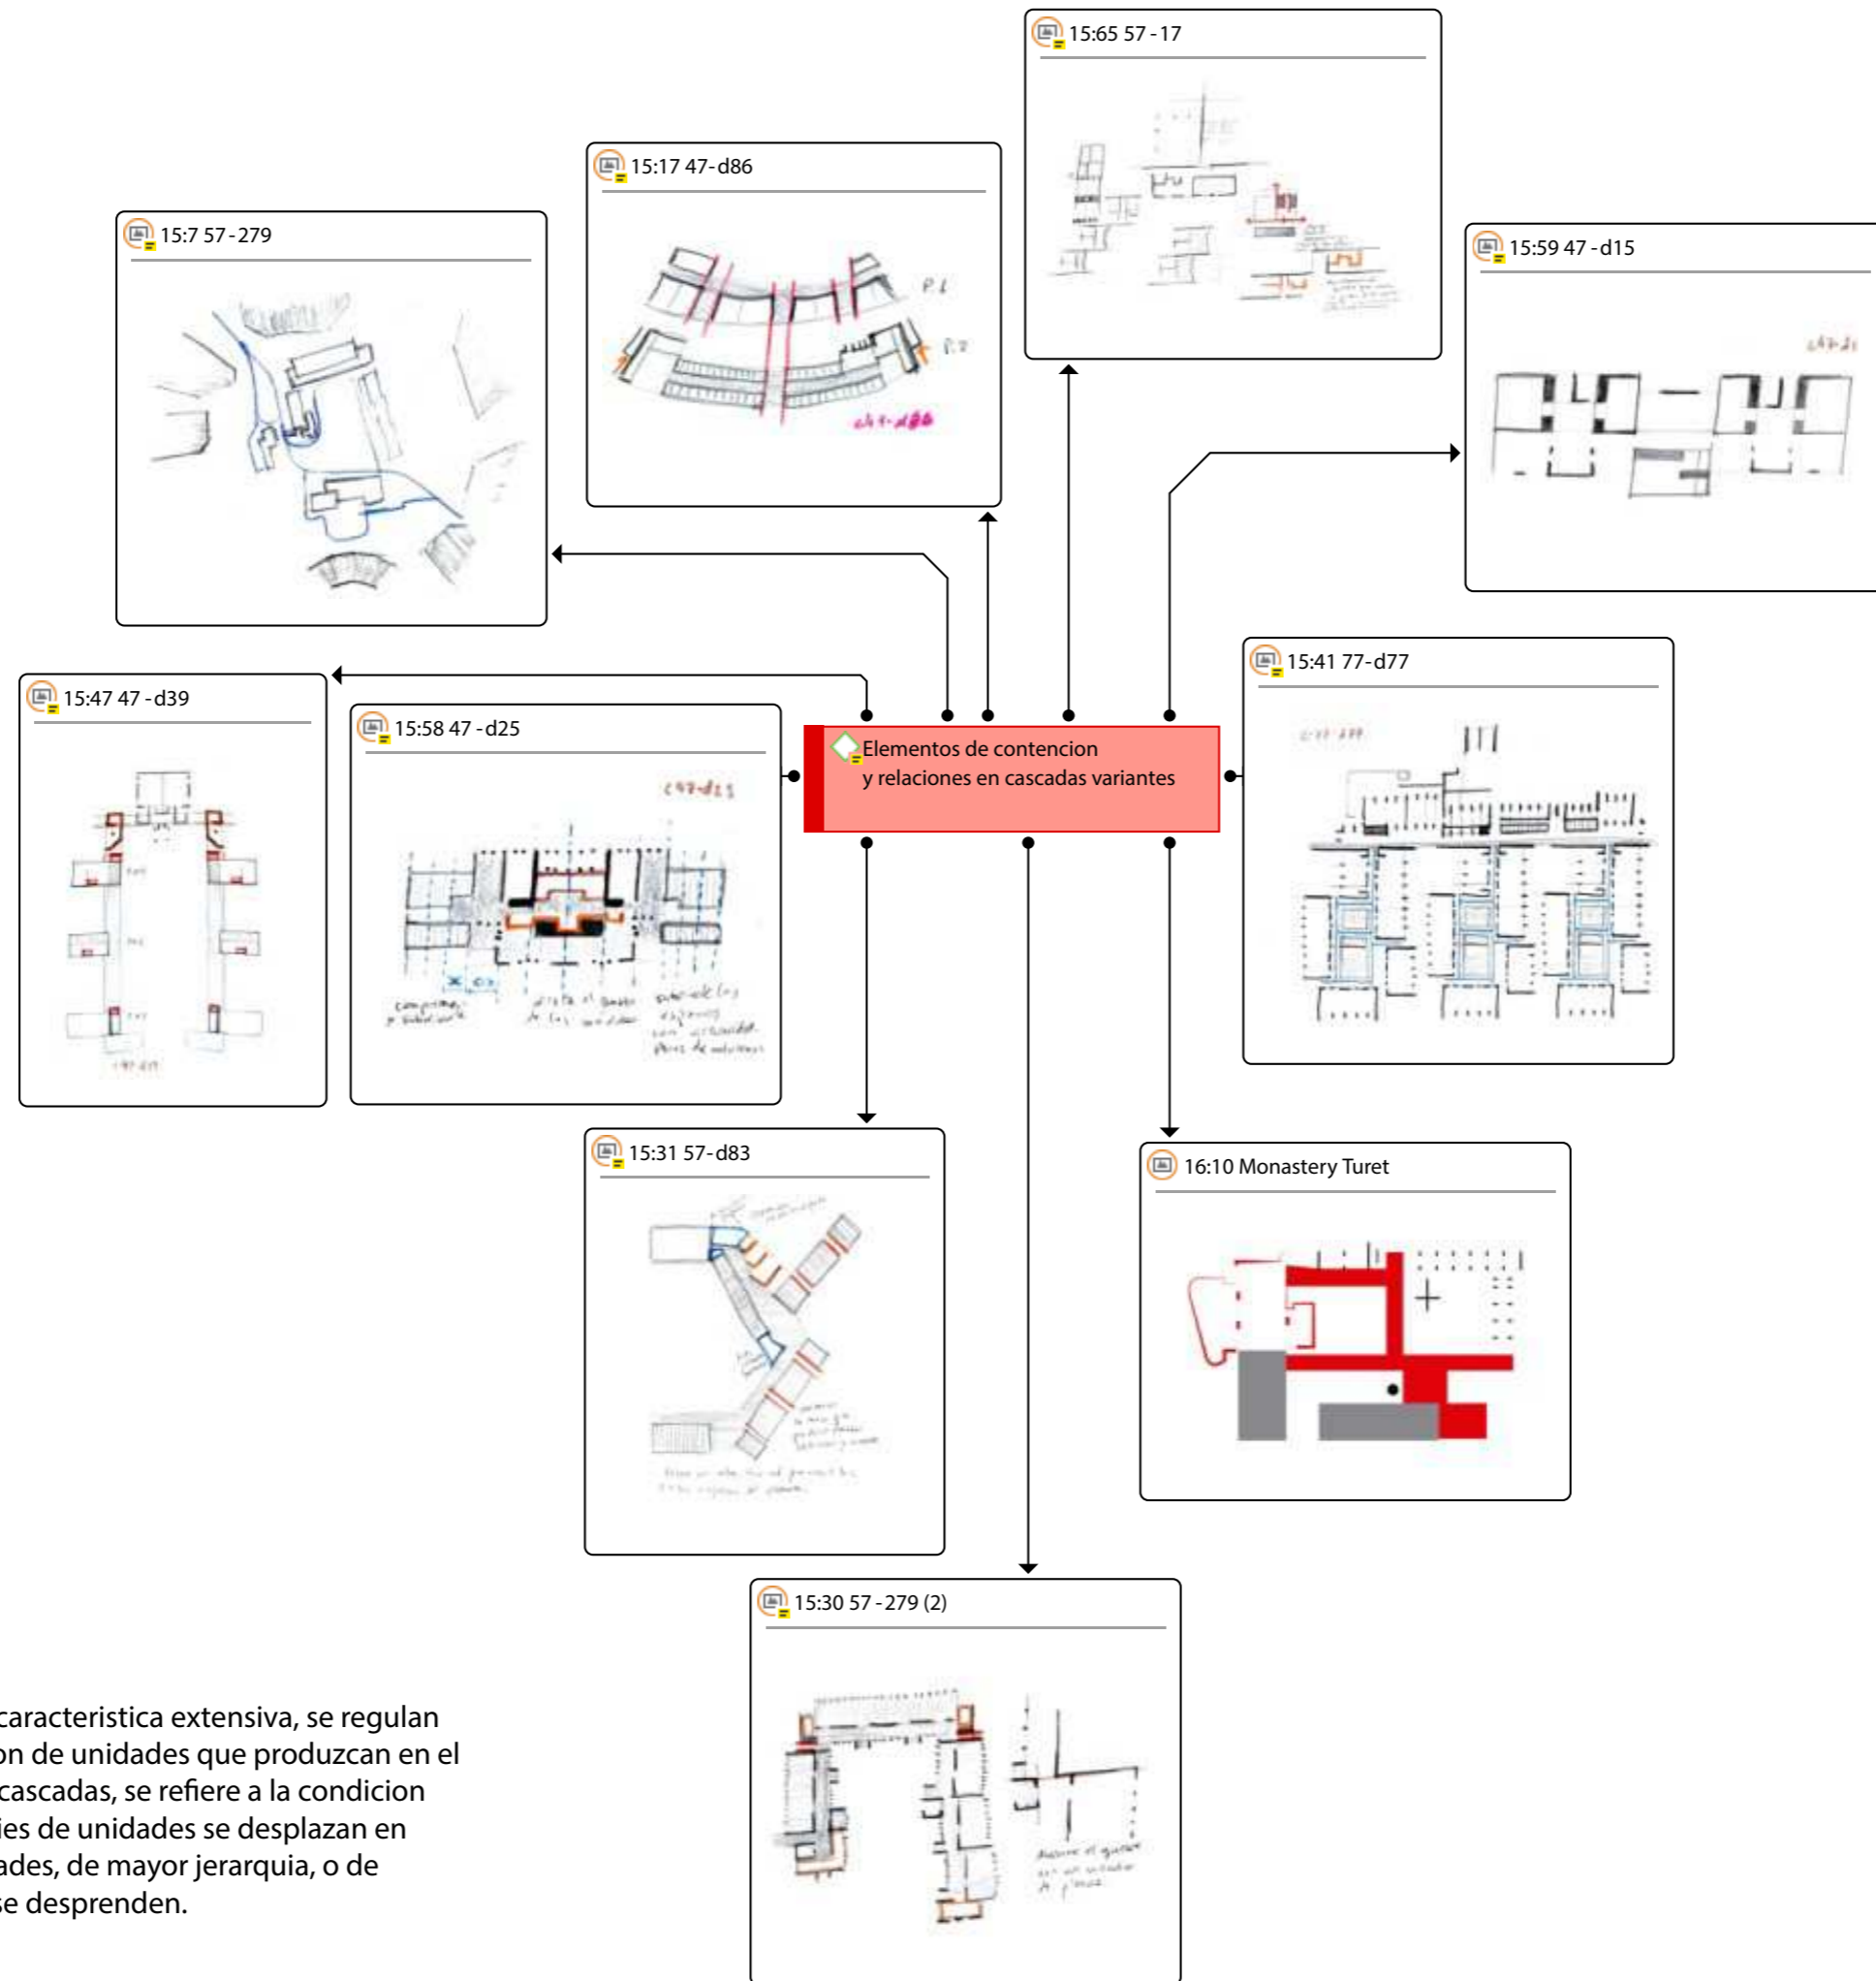 15:65 57-17
15:17 47-d86
15:7 57-279
15:59 47-d15
P.1
P.2
15:41 77-d77
15:47 47-d39
15:58 47-d25
Elementos de contencion
y relaciones en cascadas variantes
c47-d25
15:31 57-d83
16:10 Monastery Turet
15:30 57-279 (2)
caracteristica extensiva, se regulan
on de unidades que produzcan en el
cascadas, se refiere a la condicion
ies de unidades se desplazan en
ades, de mayor jerarquia, o de
se desprenden.